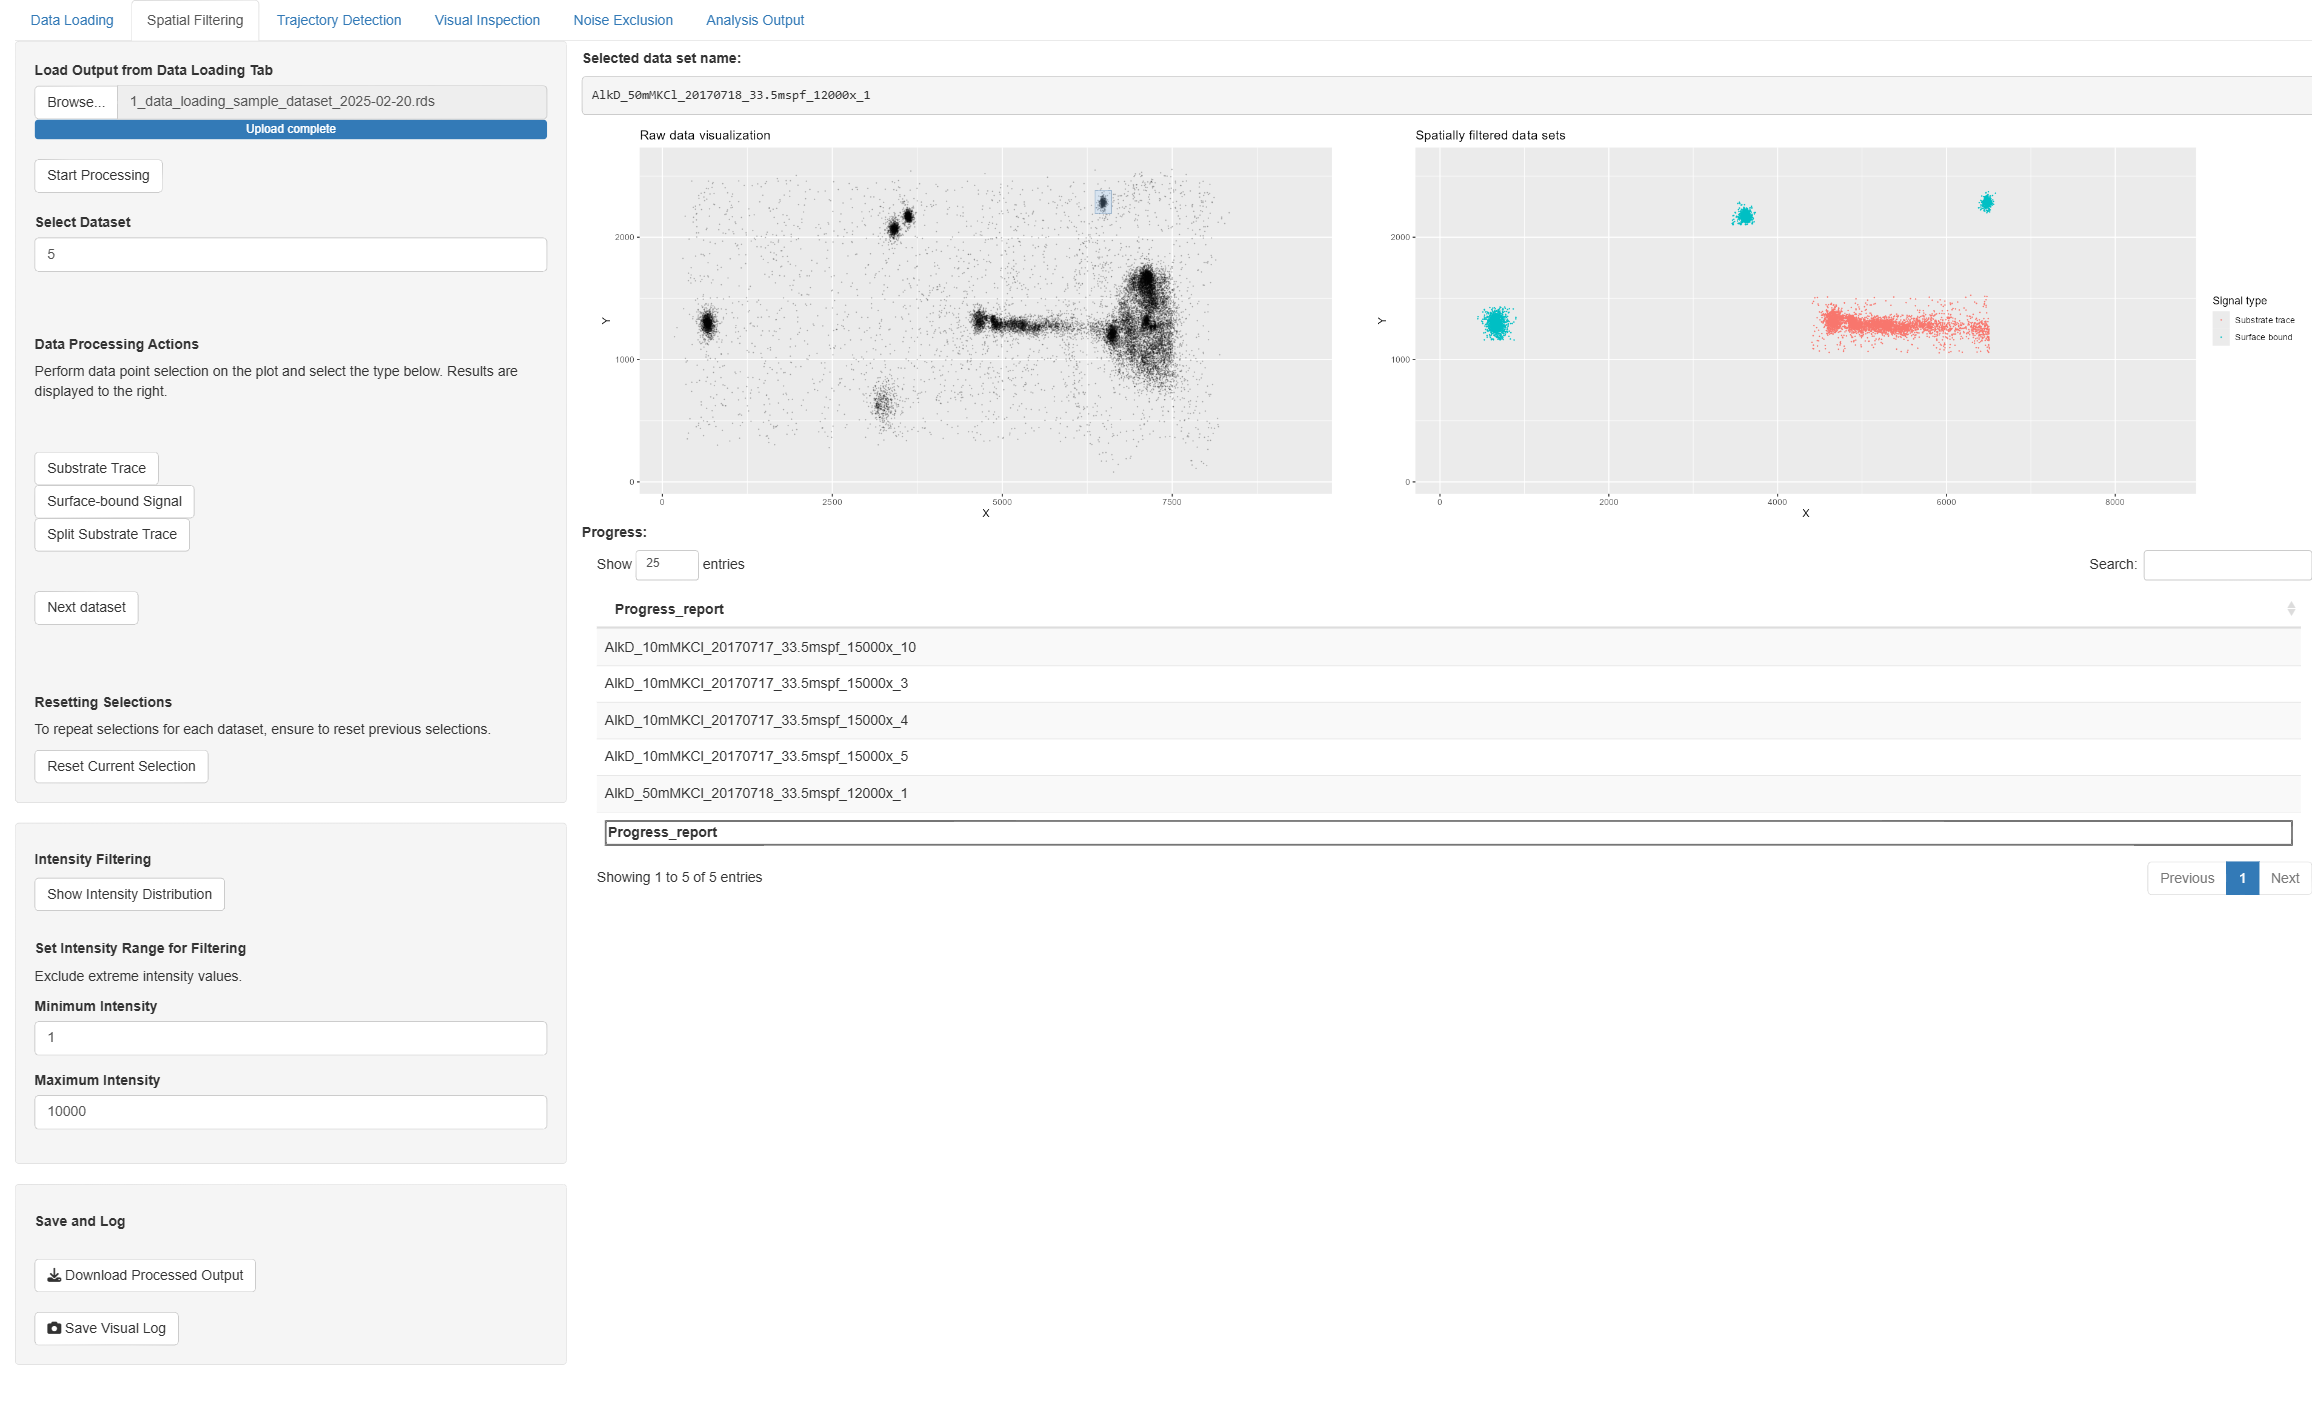 Data Loading
Spatial Filtering
Trajectory Detection
Visual Inspection
Noise Exclusion
Analysis Output
Load Output from Data Loading Tab
Browse...
1_data_loading_sample_dataset_2025-02-20.rds
Upload complete
Start Processing
Select Dataset
5
Data Processing Actions
Perform data point selection on the plot and select the type below. Results are
displayed to the right.
Substrate Trace
Surface-bound Signal
Split Substrate Trace
Next dataset
Resetting Selections
To repeat selections for each dataset, ensure to reset previous selections.
Reset Current Selection
Intensity Filtering
Show Intensity Distribution
Set Intensity Range for Filtering
Exclude extreme intensity values.
Minimum Intensity
1
Maximum Intensity
10000
Save and Log
Download Processed Output
Save Visual Log
Selected data set name:
AlkD_50mMKCl_20170718_33.5mspf_12000x_1
Raw data visualization
Y
2000
1000
0
0
2500
5000
7500
X
Spatially filtered data sets
Y
2000
1000
0
0
2000
4000
6000
8000
X
Signal type
Substrate trace
Surface bound
Progress:
Show 25 entries
Search:
Progress_report
AlkD_10mMKCl_20170717_33.5mspf_15000x_10
AlkD_10mMKCl_20170717_33.5mspf_15000x_3
AlkD_10mMKCl_20170717_33.5mspf_15000x_4
AlkD_10mMKCl_20170717_33.5mspf_15000x_5
AlkD_50mMKCl_20170718_33.5mspf_12000x_1
Progress_report
Showing 1 to 5 of 5 entries
Previous
1
Next